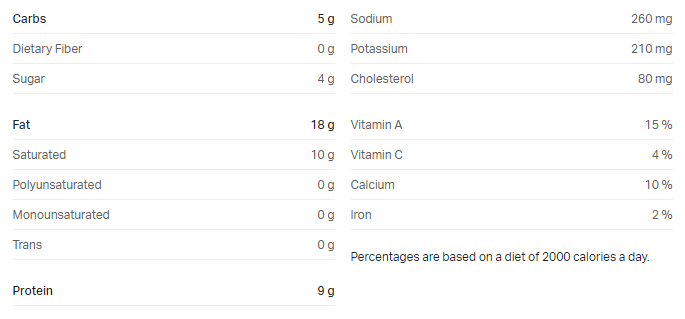 Carbs 5 g
Dietary Fiber 0 g
Sugar 4 g
Fat 18 g
Saturated 10 g
Polyunsaturated 0 g
Monounsaturated 0 g
Trans 0 g
Protein 9 g
Sodium 260 mg
Potassium 210 mg
Cholesterol 80 mg
Vitamin A 15 %
Vitamin C 4 %
Calcium 10 %
Iron 2 %
Percentages are based on a diet of 2000 calories a day.